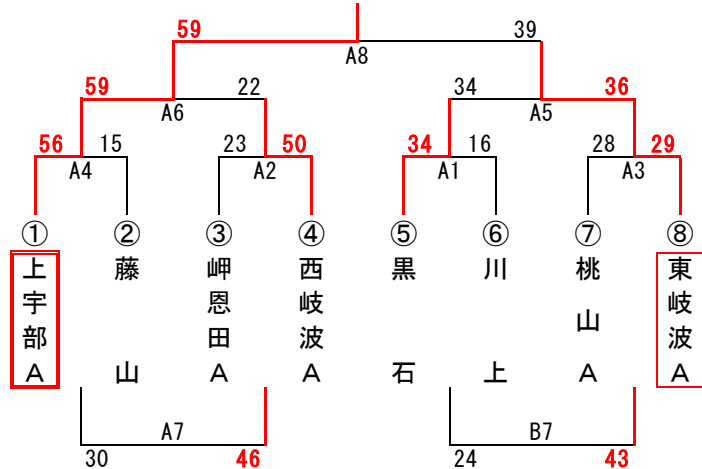 59 39
A8
59 22 34 36
A6 A5
56 15 23 50 34 16 28 29
A4 A2 A1 A3
① ② ③ ④ ⑤ ⑥ ⑦ ⑧
上宇部A
藤山
岬恩田A
西岐波A
黒石
川上
桃山A
東岐波A
A7 B7
30 46 24 43